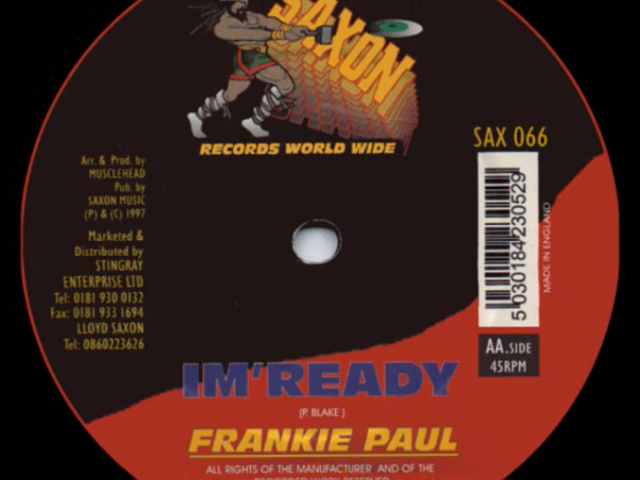 SAXON
RECORDS WORLD WIDE
SAX 066
Arr. & Prod. by
MUSCLEHEAD
Pub. by
SAXON MUSIC
(P) & (C) 1997
Marketed &
Distributed by
STINGRAY
ENTERPRISE LTD
Tel: 0181 930 0132
Fax: 0181 933 1694
LLOYD SAXON
Tel: 0860223626
5 030184 230529
MADE IN ENGLAND
AA.SIDE
45RPM
IM'READY
(P. BLAKE )
FRANKIE PAUL
ALL RIGHTS OF THE MANUFACTURER AND OF THE